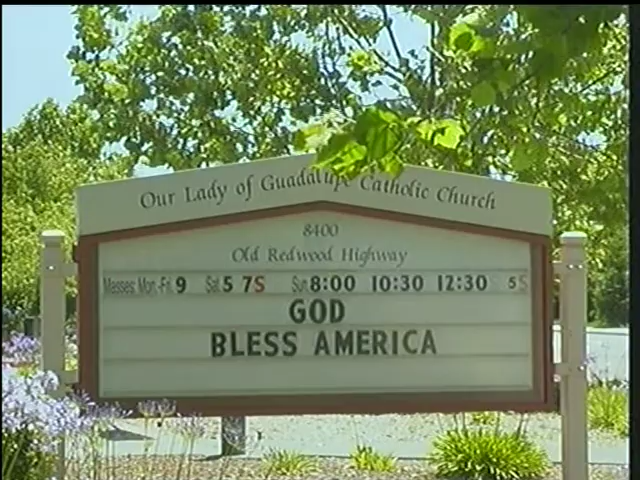 Our Lady of Guadalupe Catholic Church
8400
Old Redwood Highway
Masses: Mon.-Fri. 9 Sat. 5 7S Sun. 8:00 10:30 12:30 5S
GOD
BLESS AMERICA